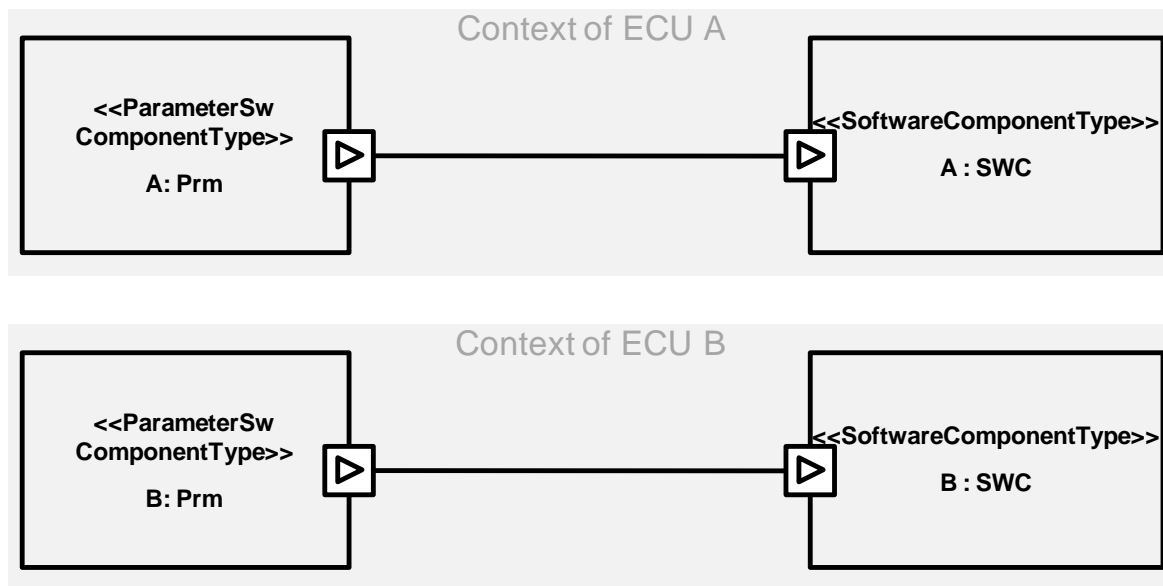 Context of ECU A
<<ParameterSw
ComponentType>>
A: Prm
<<SoftwareComponentType>>
A : SWC
Context of ECU B
<<ParameterSw
ComponentType>>
B: Prm
<<SoftwareComponentType>>
B : SWC